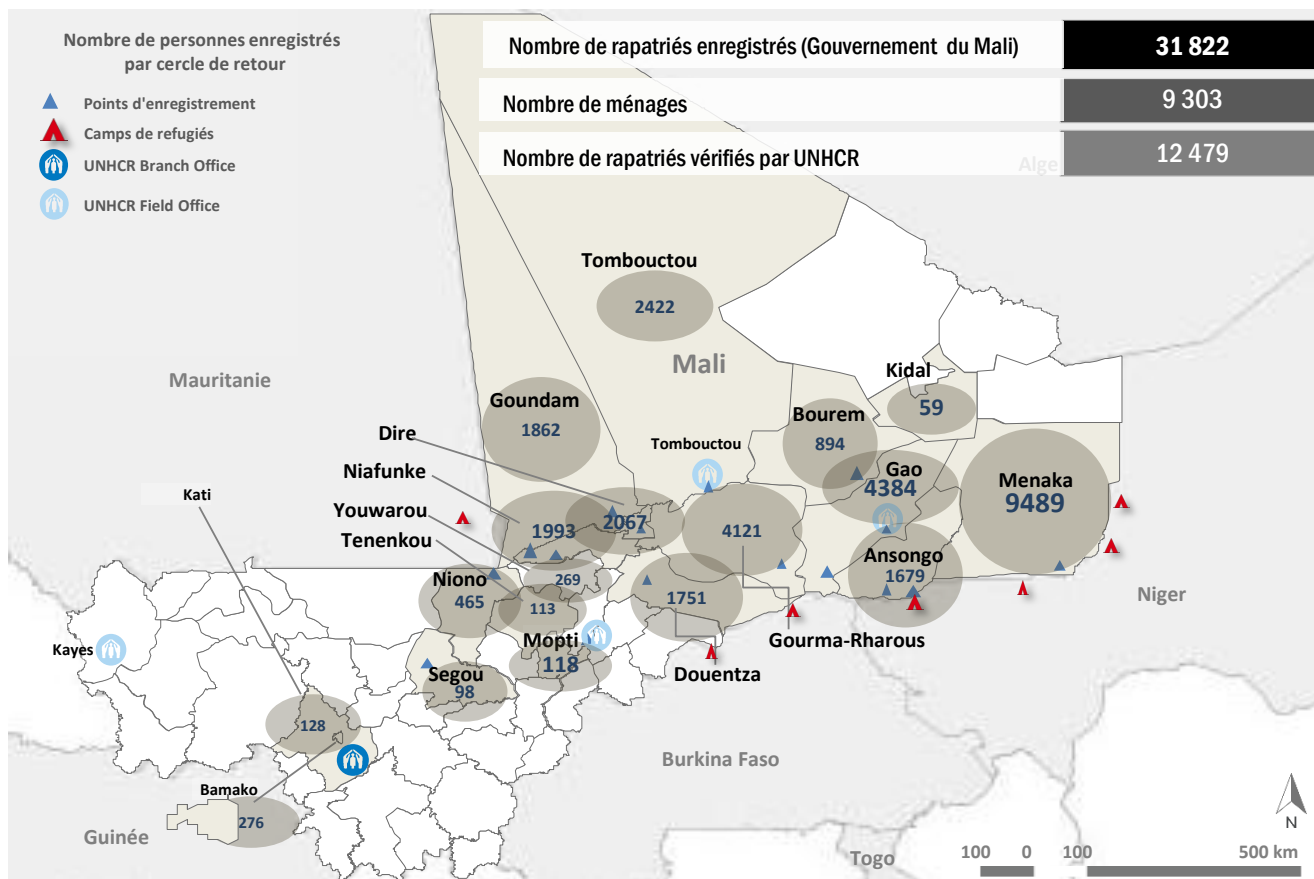 Nombre de personnes enregistrés
par cercle de retour
Points d'enregistrement
Camps de refugiés
UNHCR Branch Office
UNHCR Field Office
Nombre de rapatriés enregistrés (Gouvernement du Mali)
31 822
Nombre de ménages
9 303
Nombre de rapatriés vérifiés par UNHCR
12 479
Alge
Tombouctou
2422
Mali
Mauritanie
Kidal
59
Goundam
1862
Bourem
894
Dire
Tombouctou
Niafunke
Gao
4384
Menaka
9489
Kati
Youwarou
Tenenkou
1993
2067
4121
Ansongo
1679
Niono
465
269
113
1751
Niger
Gourma-Rharous
Kayes
Mopti
118
Douentza
Segou
98
128
Burkina Faso
Bamako
276
Guinée
Togo
N
100 0 100 500 km